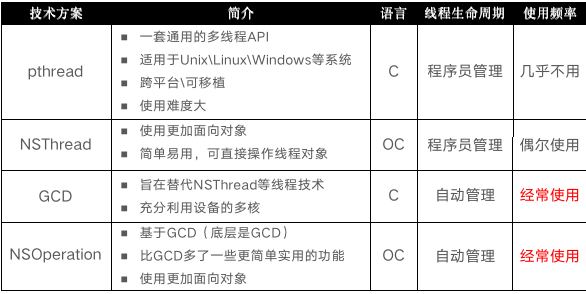 技术方案 简介 语言 线程生命周期 使用频率
pthread
■ 一套通用的多线程API
■ 适用于Unix\Linux\Windows等系统
■ 跨平台\可移植
■ 使用难度大
C
程序员管理
几乎不用
NSThread
■ 使用更加面向对象
■ 简单易用，可直接操作线程对象
OC
程序员管理
偶尔使用
GCD
■ 旨在替代NSThread等线程技术
■ 充分利用设备的多核
C
自动管理
经常使用
NSOperation
■ 基于GCD（底层是GCD）
■ 比GCD多了一些更简单实用的功能
■ 使用更加面向对象
OC
自动管理
经常使用